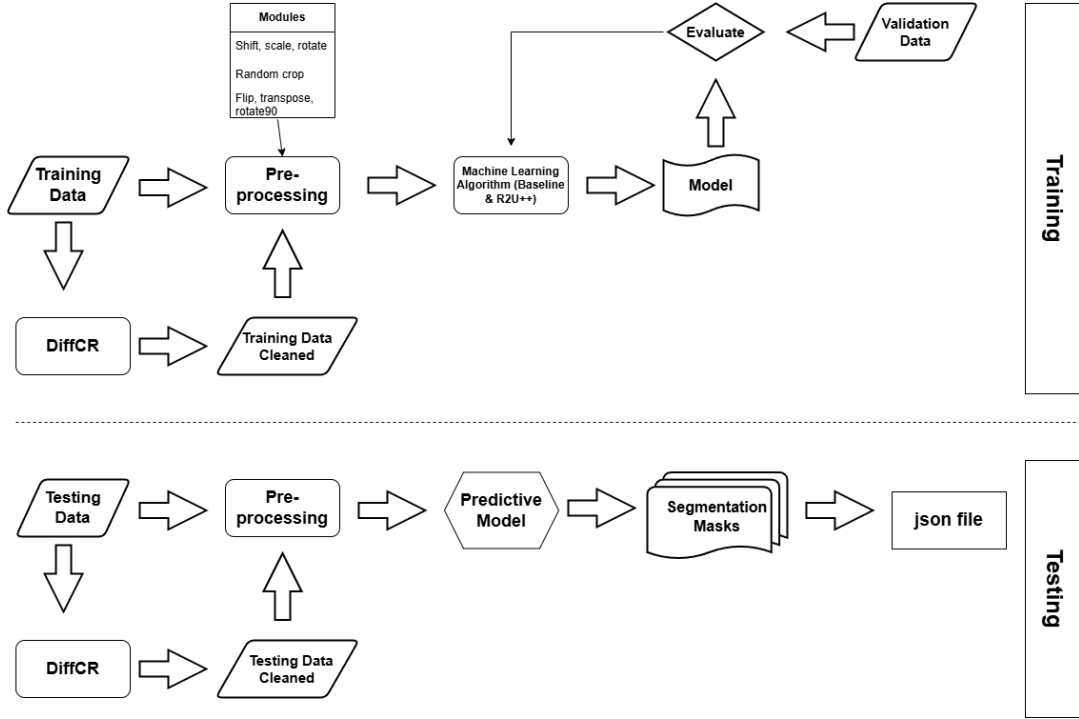 Modules
Shift, scale, rotate
Random crop
Flip, transpose,
rotate90
Evaluate
Validation
Data
Training
Data
Pre-
processing
Machine Learning
Algorithm (Baseline
& R2U++)
Model
DiffCR
Training Data
Cleaned
Training
Testing
Data
Pre-
processing
Predictive
Model
Segmentation
Masks
json file
DiffCR
Testing Data
Cleaned
Testing